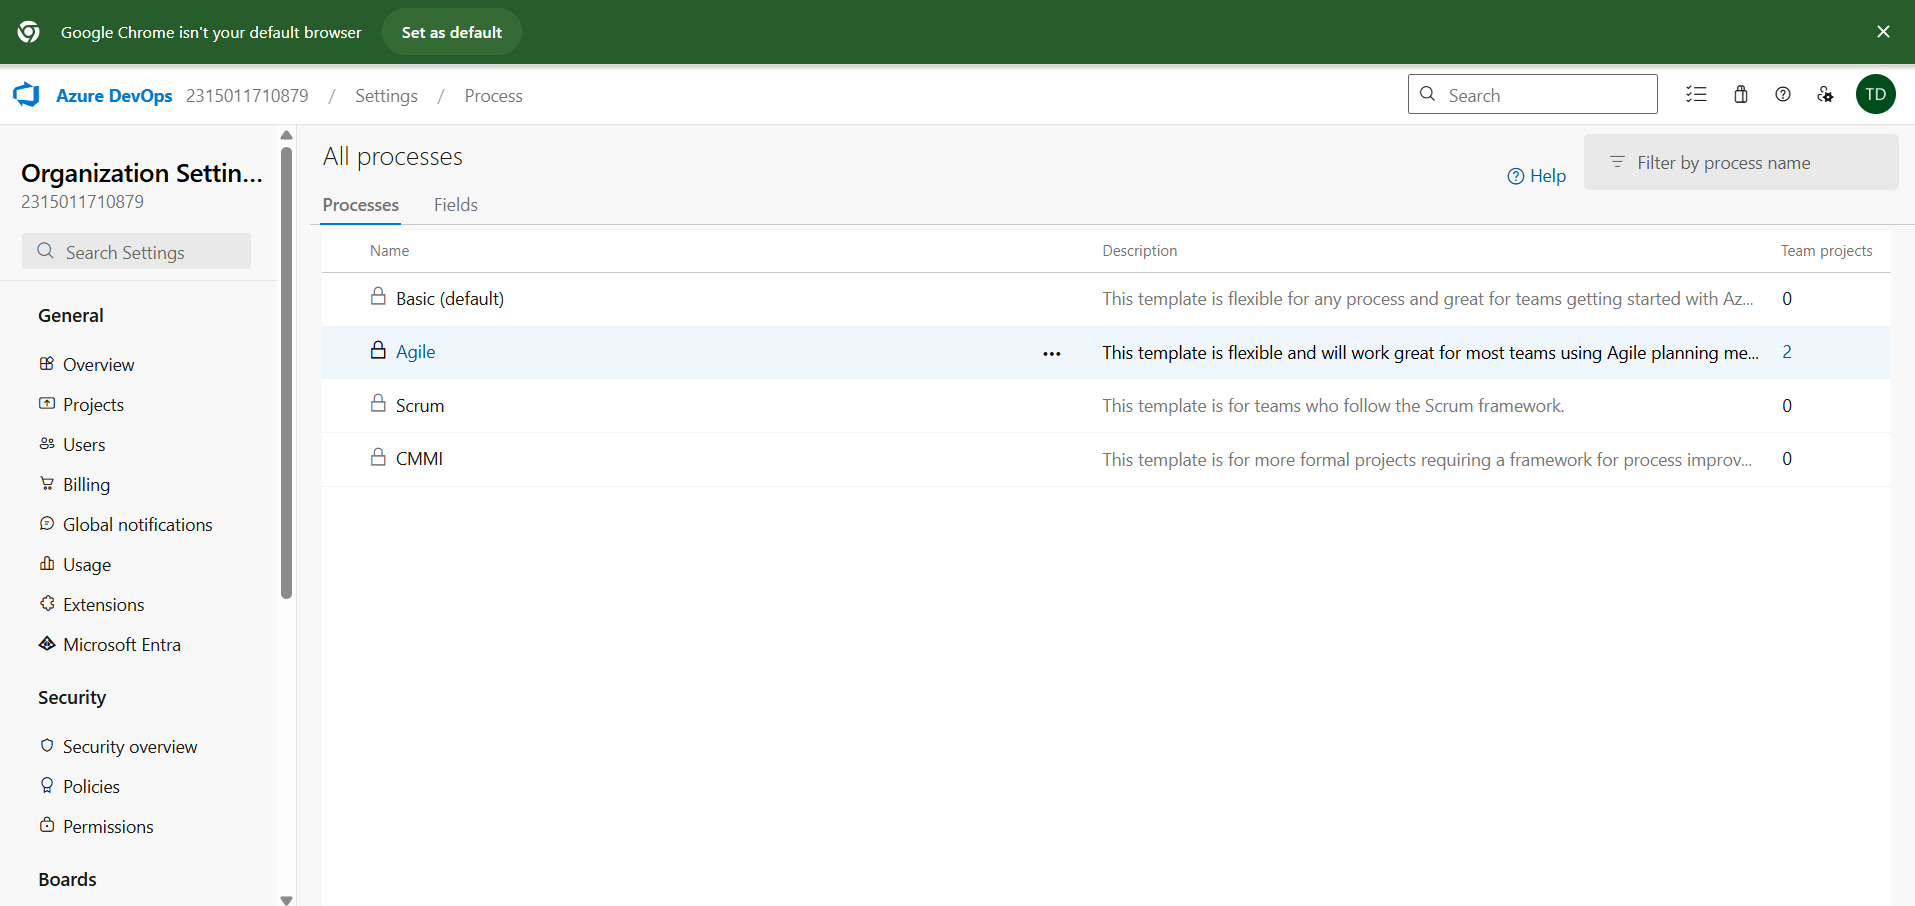 Google Chrome isn't your default browser
Set as default
Azure DevOps 2315011710879 / Settings / Process
Search
TD
Organization Settin...
2315011710879
Search Settings
General
Overview
Projects
Users
Billing
Global notifications
Usage
Extensions
Microsoft Entra
Security
Security overview
Policies
Permissions
Boards
All processes
Help
Filter by process name
Processes Fields
Name Description Team projects
Basic (default) This template is flexible for any process and great for teams getting started with Az... 0
Agile ... This template is flexible and will work great for most teams using Agile planning me... 2
Scrum This template is for teams who follow the Scrum framework. 0
CMMI This template is for more formal projects requiring a framework for process improv... 0